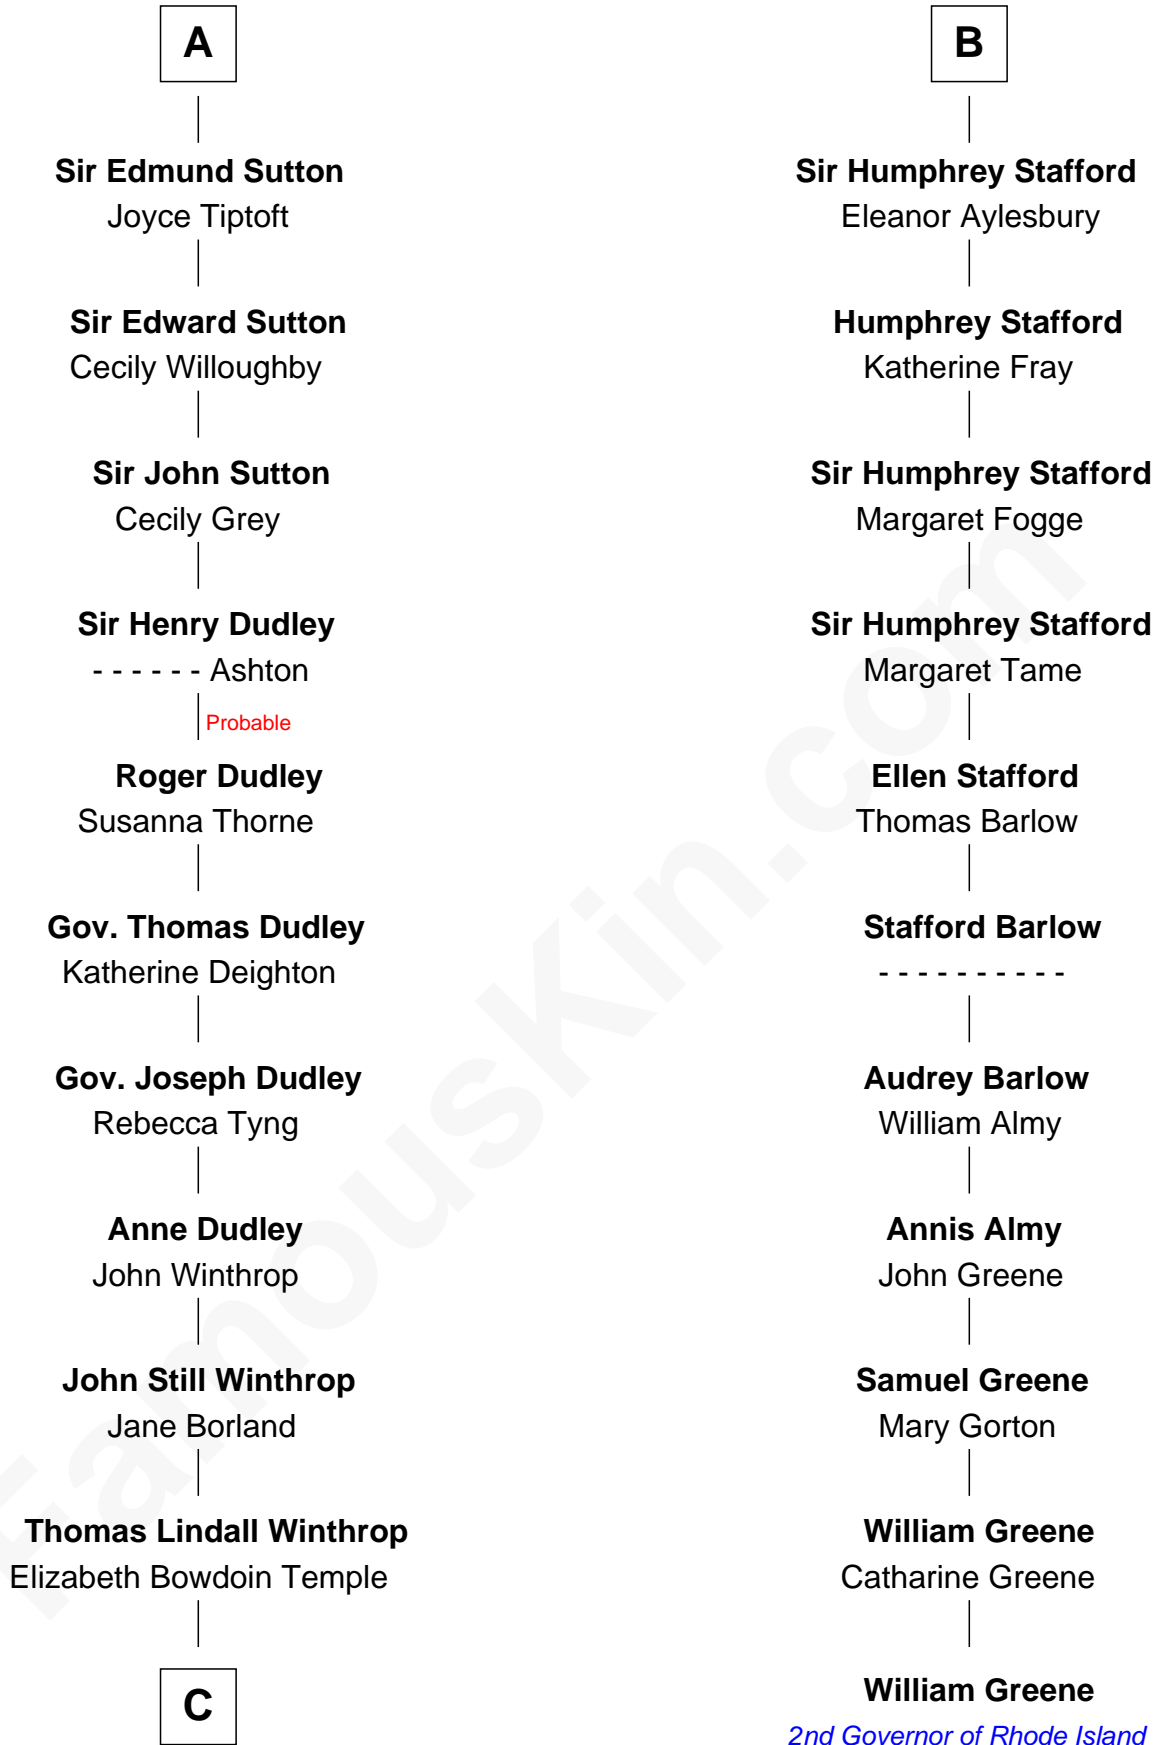 A
Sir Edmund Sutton
Joyce Tiptoft
Sir Edward Sutton
Cecily Willoughby
Sir John Sutton
Cecily Grey
Sir Henry Dudley
- - - - - - Ashton
Probable
Roger Dudley
Susanna Thorne
Gov. Thomas Dudley
Katherine Deighton
Gov. Joseph Dudley
Rebecca Tyng
Anne Dudley
John Winthrop
John Still Winthrop
Jane Borland
Thomas Lindall Winthrop
Elizabeth Bowdoin Temple
C
B
Sir Humphrey Stafford
Eleanor Aylesbury
Humphrey Stafford
Katherine Fray
Sir Humphrey Stafford
Margaret Fogge
Sir Humphrey Stafford
Margaret Tame
Ellen Stafford
Thomas Barlow
Stafford Barlow
- - - - - - - - - -
Audrey Barlow
William Almy
Annis Almy
John Greene
Samuel Greene
Mary Gorton
William Greene
Catharine Greene
William Greene
2nd Governor of Rhode Island
FamousKin.com